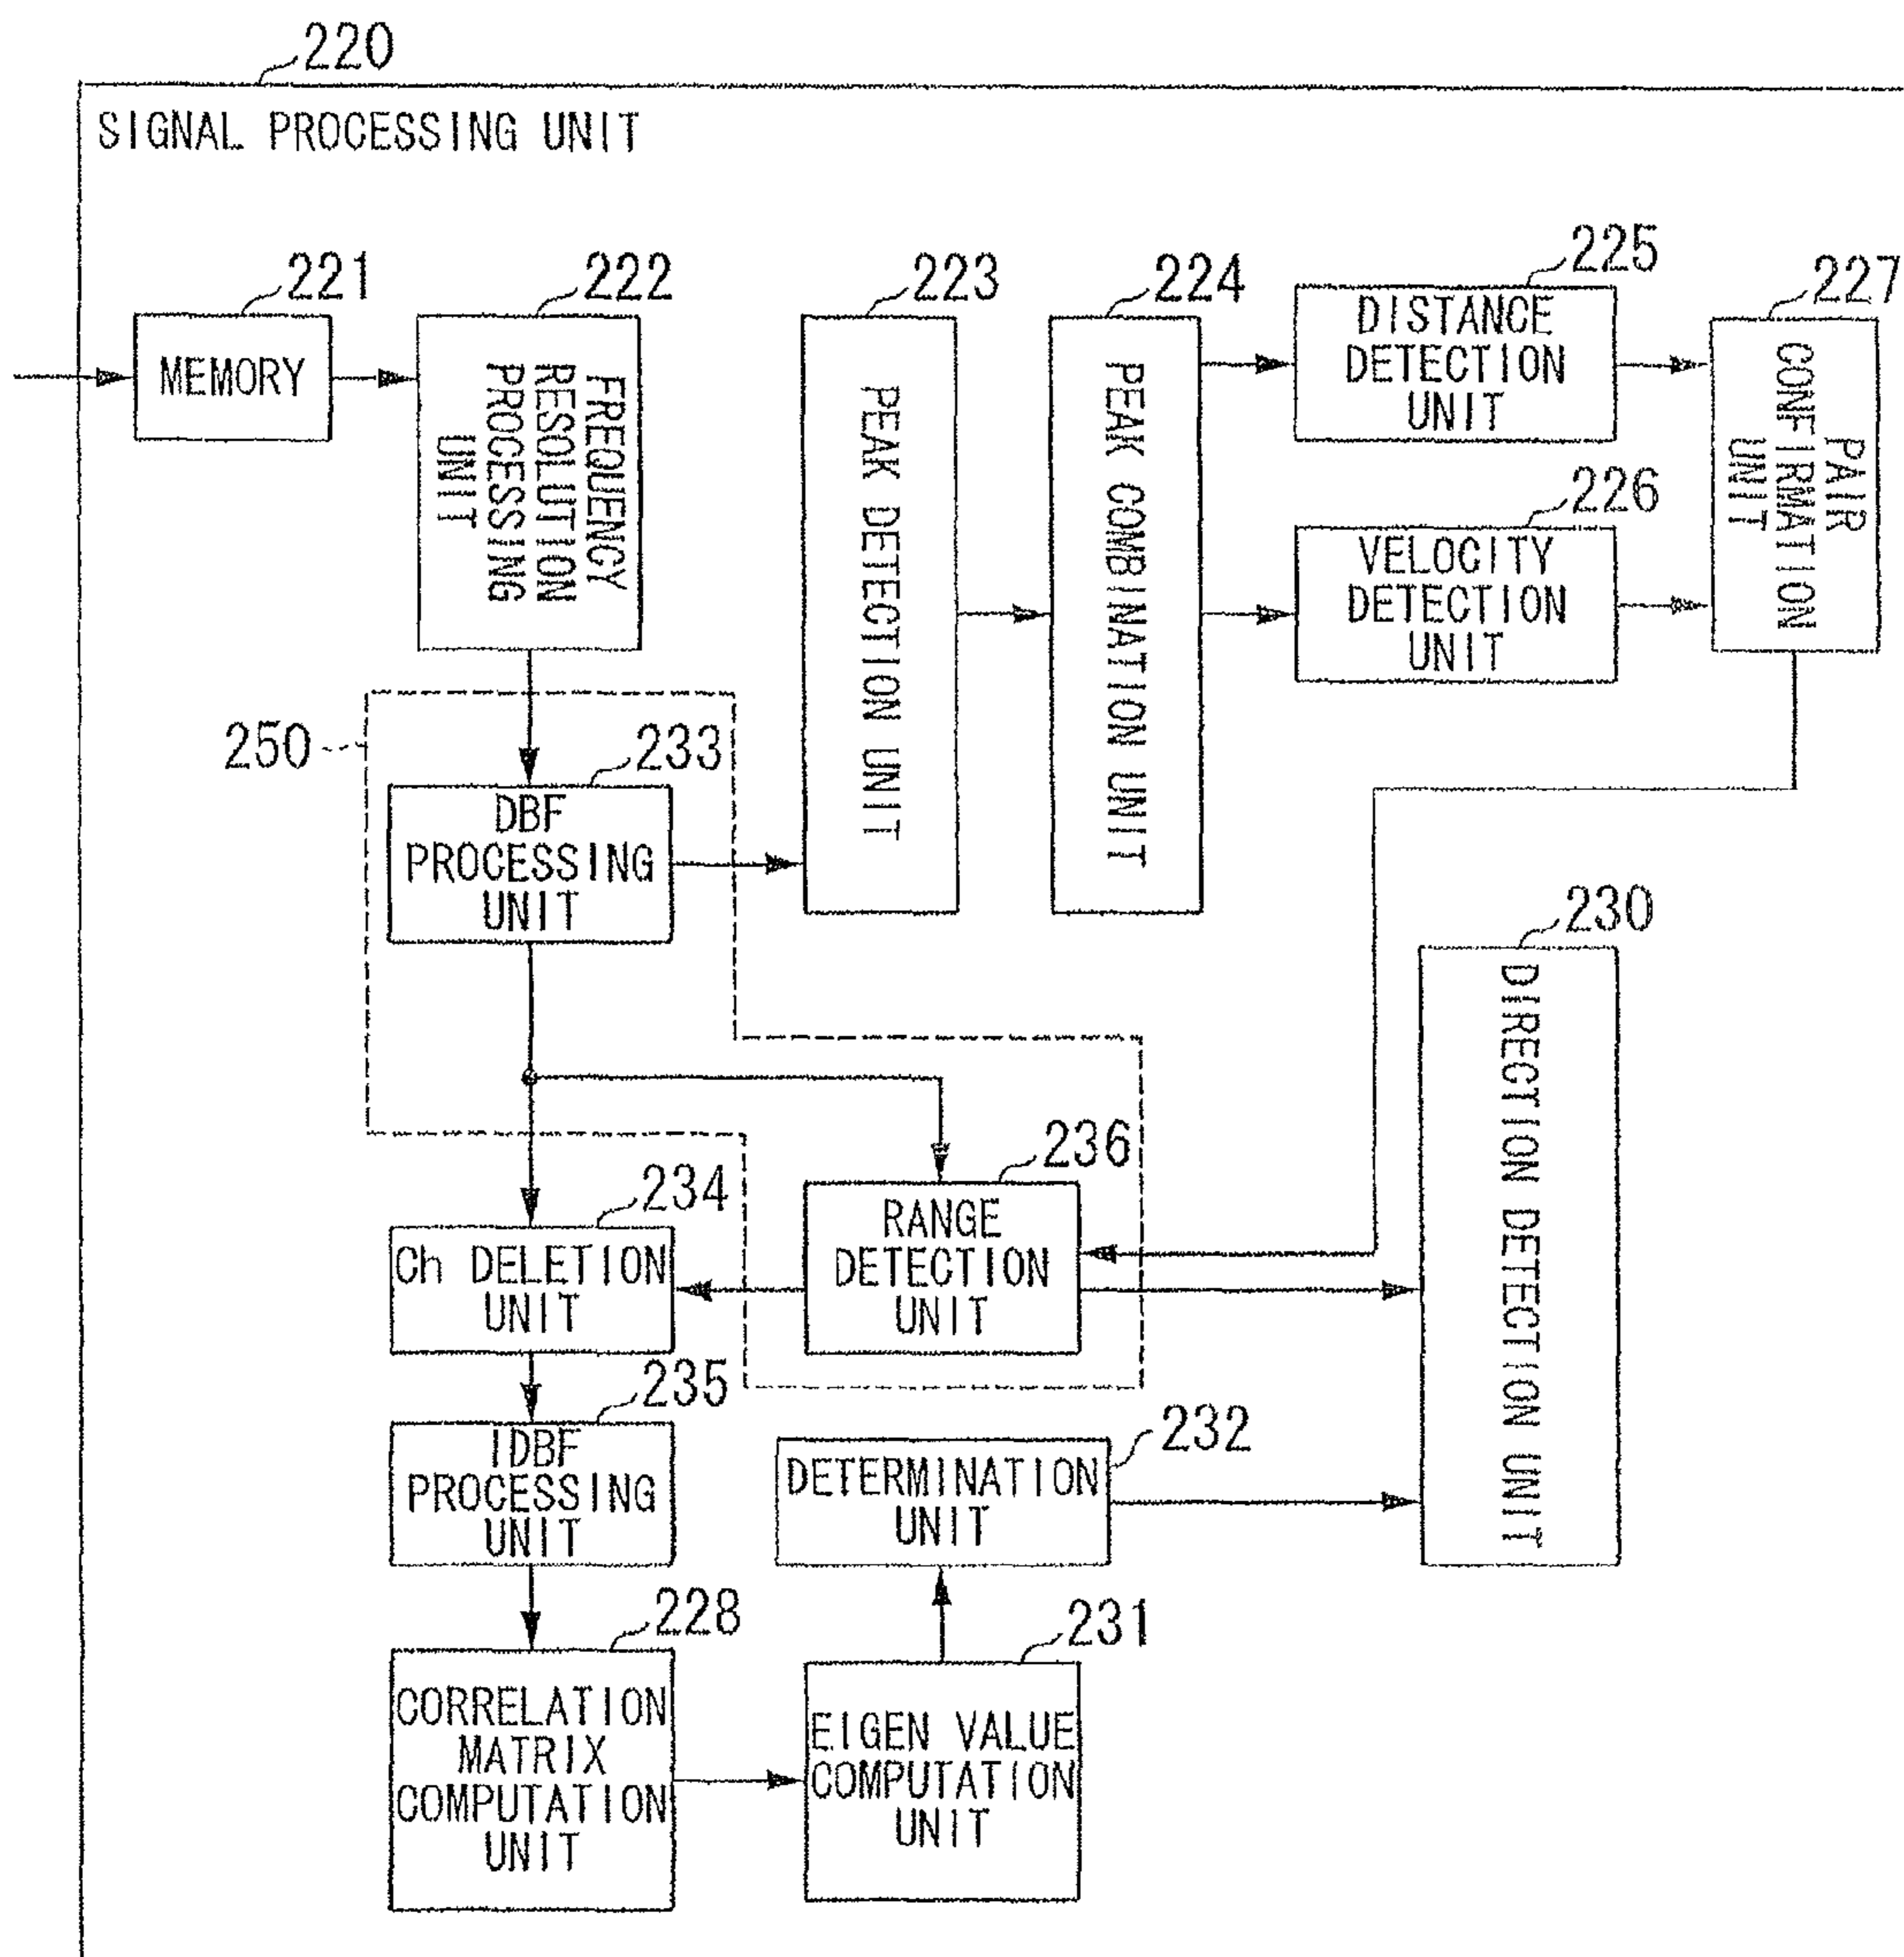 220
SIGNAL PROCESSING UNIT
221
MEMORY
222
FREQUENCY
RESOLUTION
PROCESSING
UNIT
223
PEAK DETECTION UNIT
224
PEAK COMBINATION UNIT
225
DISTANCE
DETECTION
UNIT
226
VELOCITY
DETECTION
UNIT
227
PAIR
CONFIRMATION
UNIT
250
233
DBF
PROCESSING
UNIT
230
DIRECTION DETECTION UNIT
234
Ch DELETION
UNIT
236
RANGE
DETECTION
UNIT
235
IDBF
PROCESSING
UNIT
232
DETERMINATION
UNIT
228
CORRELATION
MATRIX
COMPUTATION
UNIT
231
EIGEN VALUE
COMPUTATION
UNIT